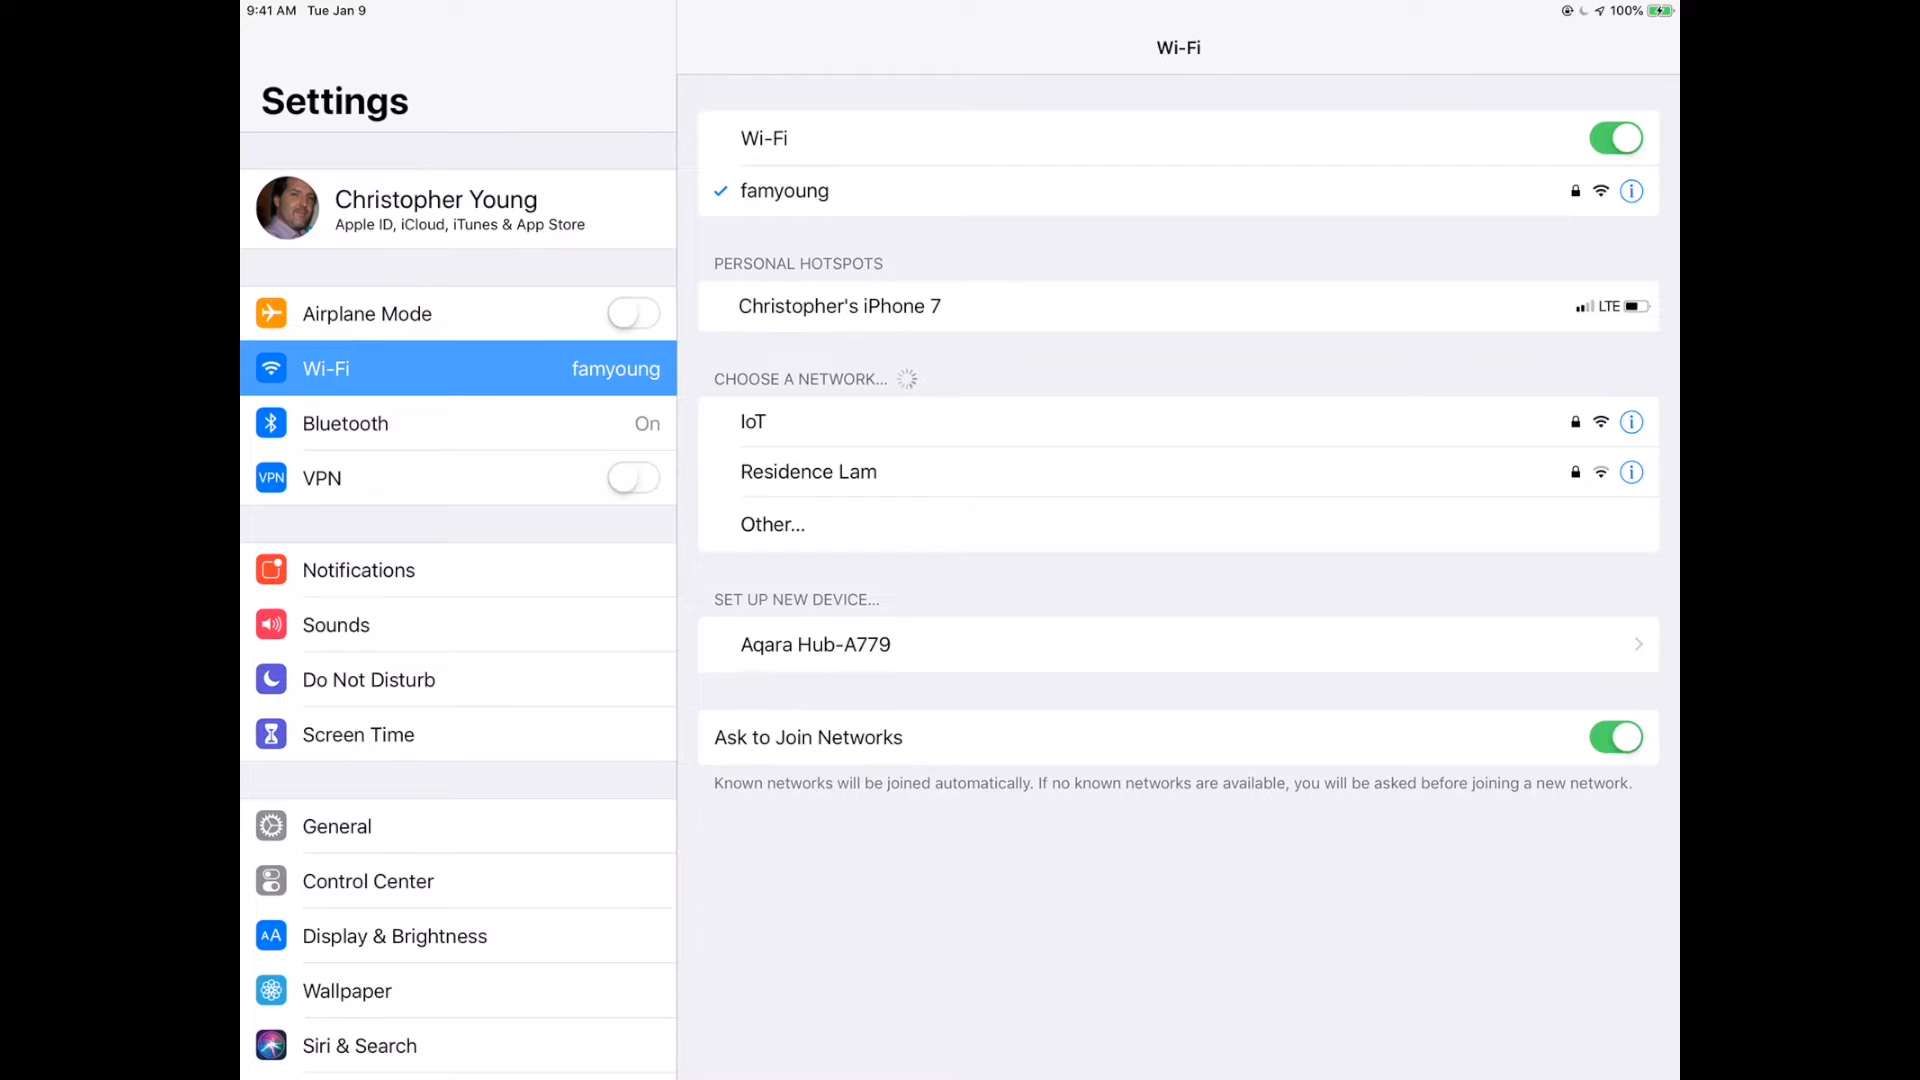 9:41 AM Tue Jan 9
100%
Settings
Christopher Young
Apple ID, iCloud, iTunes & App Store
Airplane Mode
Wi-Fi famyoung
Bluetooth On
VPN VPN
Notifications
Sounds
Do Not Disturb
Screen Time
General
Control Center
AA Display & Brightness
Wallpaper
Siri & Search
Wi-Fi
Wi-Fi
famyoung
PERSONAL HOTSPOTS
Christopher's iPhone 7 LTE
CHOOSE A NETWORK...
IoT
Residence Lam
Other...
SET UP NEW DEVICE...
Aqara Hub-A779
Ask to Join Networks
Known networks will be joined automatically. If no known networks are available, you will be asked before joining a new network.